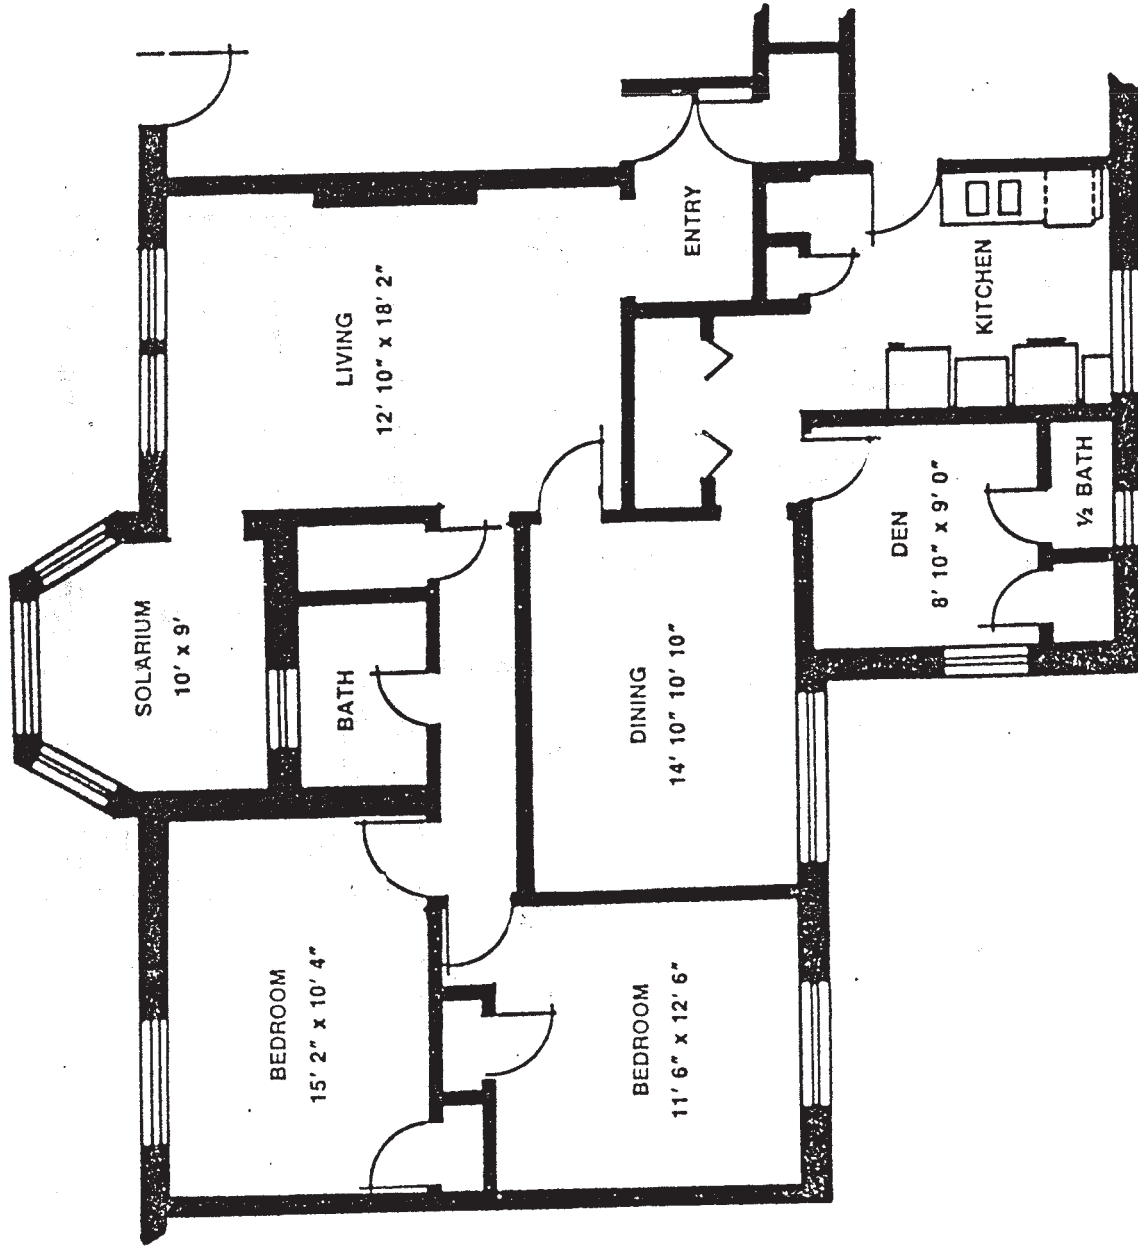 SOLARIUM
10' x 9'
LIVING
12' 10" x 18' 2"
ENTRY
BATH
KITCHEN
BEDROOM
15' 2" x 10' 4"
DINING
14' 10" 10' 10"
DEN
8' 10" x 9' 0"
½ BATH
BEDROOM
11' 6" x 12' 6"